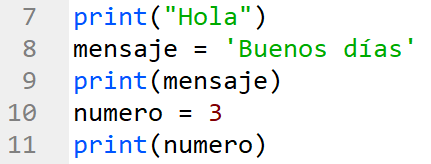 7 print("Hola")
8 mensaje = 'Buenos días'
9 print(mensaje)
10 numero = 3
11 print(numero)